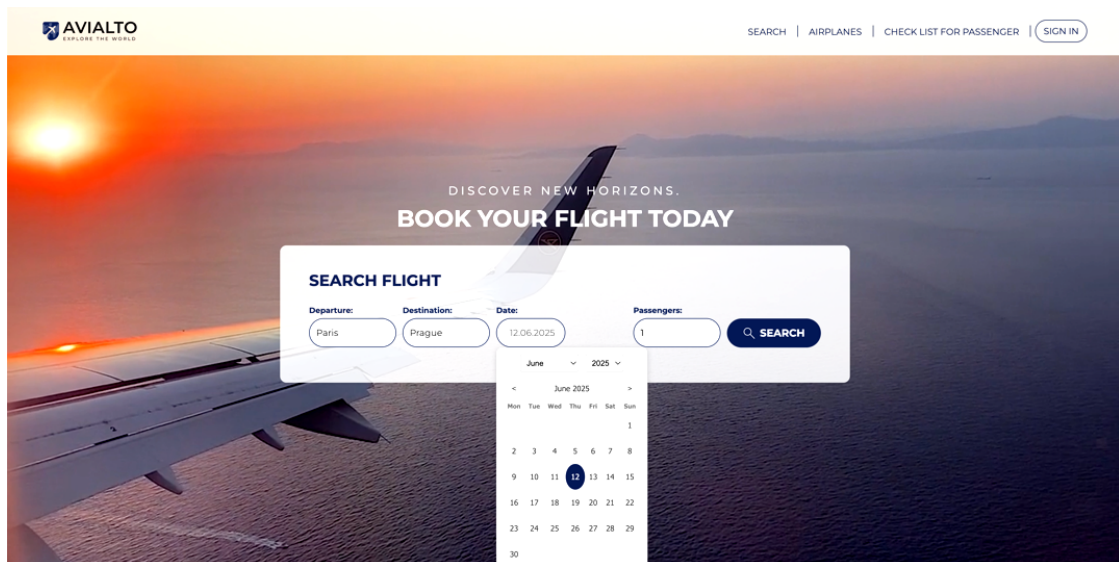 AVIALTO
EXPLORE THE WORLD
SEARCH | AIRPLANES | CHECK LIST FOR PASSENGER | SIGN IN
DISCOVER NEW HORIZONS.
BOOK YOUR FLIGHT TODAY
SEARCH FLIGHT
Departure: Destination: Date: Passengers:
Paris Prague 12.06.2025 1 SEARCH
June 2025
< June 2025 >
Mon Tue Wed Thu Fri Sat Sun
1
2 3 4 5 6 7 8
9 10 11 12 13 14 15
16 17 18 19 20 21 22
23 24 25 26 27 28 29
30